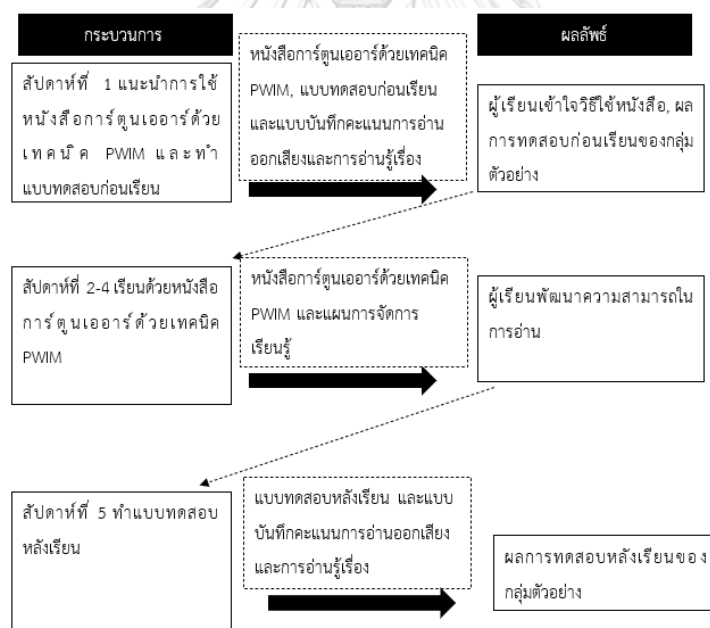 กระบวนการ
ผลลัพธ์
สัปดาห์ที่ 1 แนะนำการใช้
หนังสือการ์ตูนเออาร์ด้วย
เทคนิค PWIM และทำ
แบบทดสอบก่อนเรียน
หนังสือการ์ตูนเออาร์ด้วยเทคนิค
PWIM, แบบทดสอบก่อนเรียน
และแบบบันทึกคะแนนการอ่าน
ออกเสียงและการอ่านรู้เรื่อง
ผู้เรียนเข้าใจวิธีใช้หนังสือ, ผล
การทดสอบก่อนเรียนของกลุ่ม
ตัวอย่าง
สัปดาห์ที่ 2-4 เรียนด้วยหนังสือ
การ์ตูนเออาร์ด้วยเทคนิค
PWIM
หนังสือการ์ตูนเออาร์ด้วยเทคนิค
PWIM และแผนการจัดการ
เรียนรู้
ผู้เรียนพัฒนาความสามารถใน
การอ่าน
สัปดาห์ที่ 5 ทำแบบทดสอบ
หลังเรียน
แบบทดสอบหลังเรียน และแบบ
บันทึกคะแนนการอ่านออกเสียง
และการอ่านรู้เรื่อง
ผลการทดสอบหลังเรียนของ
กลุ่มตัวอย่าง